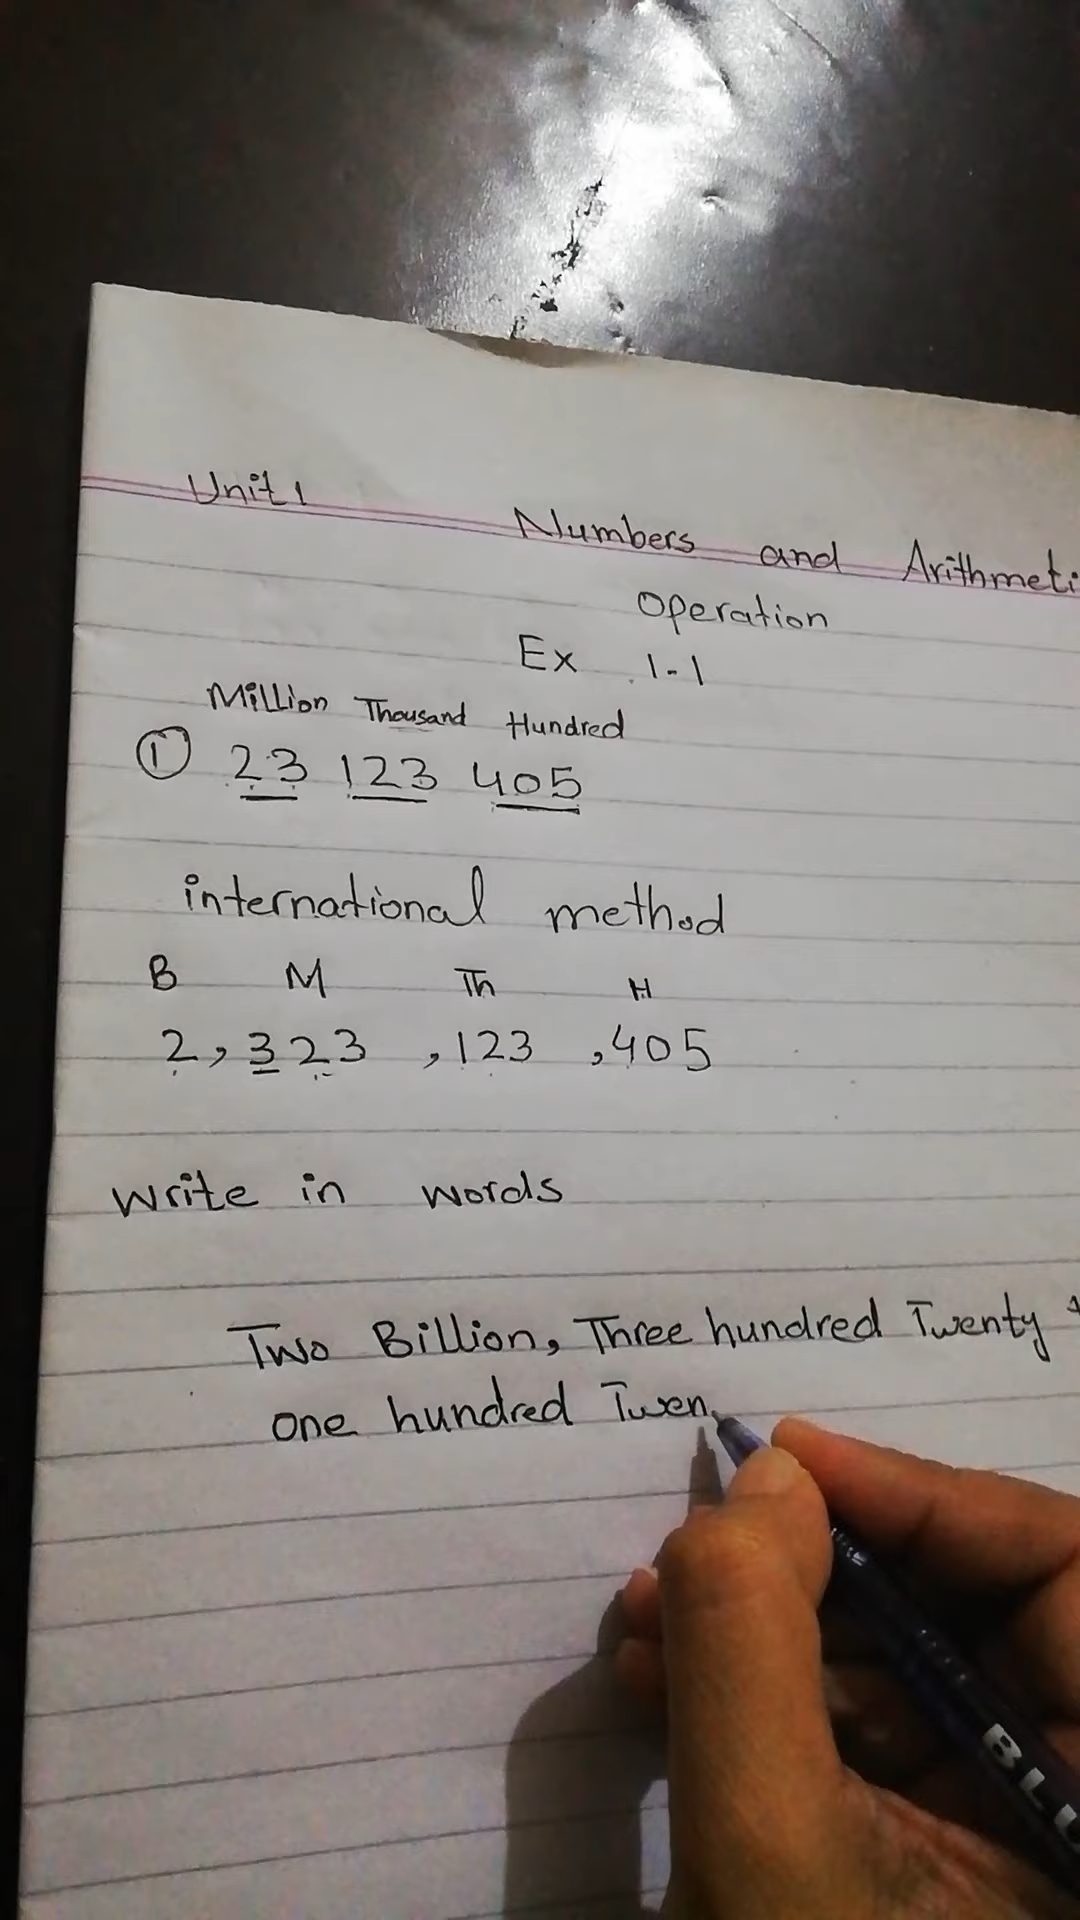 Unit 1
Numbers and Arithmeti
Operation
Ex 1-1
Million Thousand Hundred
① 23 123 405
international method
B M Th H
2, 323 ,123 ,405
write in words
Two Billion, Three hundred Twenty
one hundred Twen
BLU